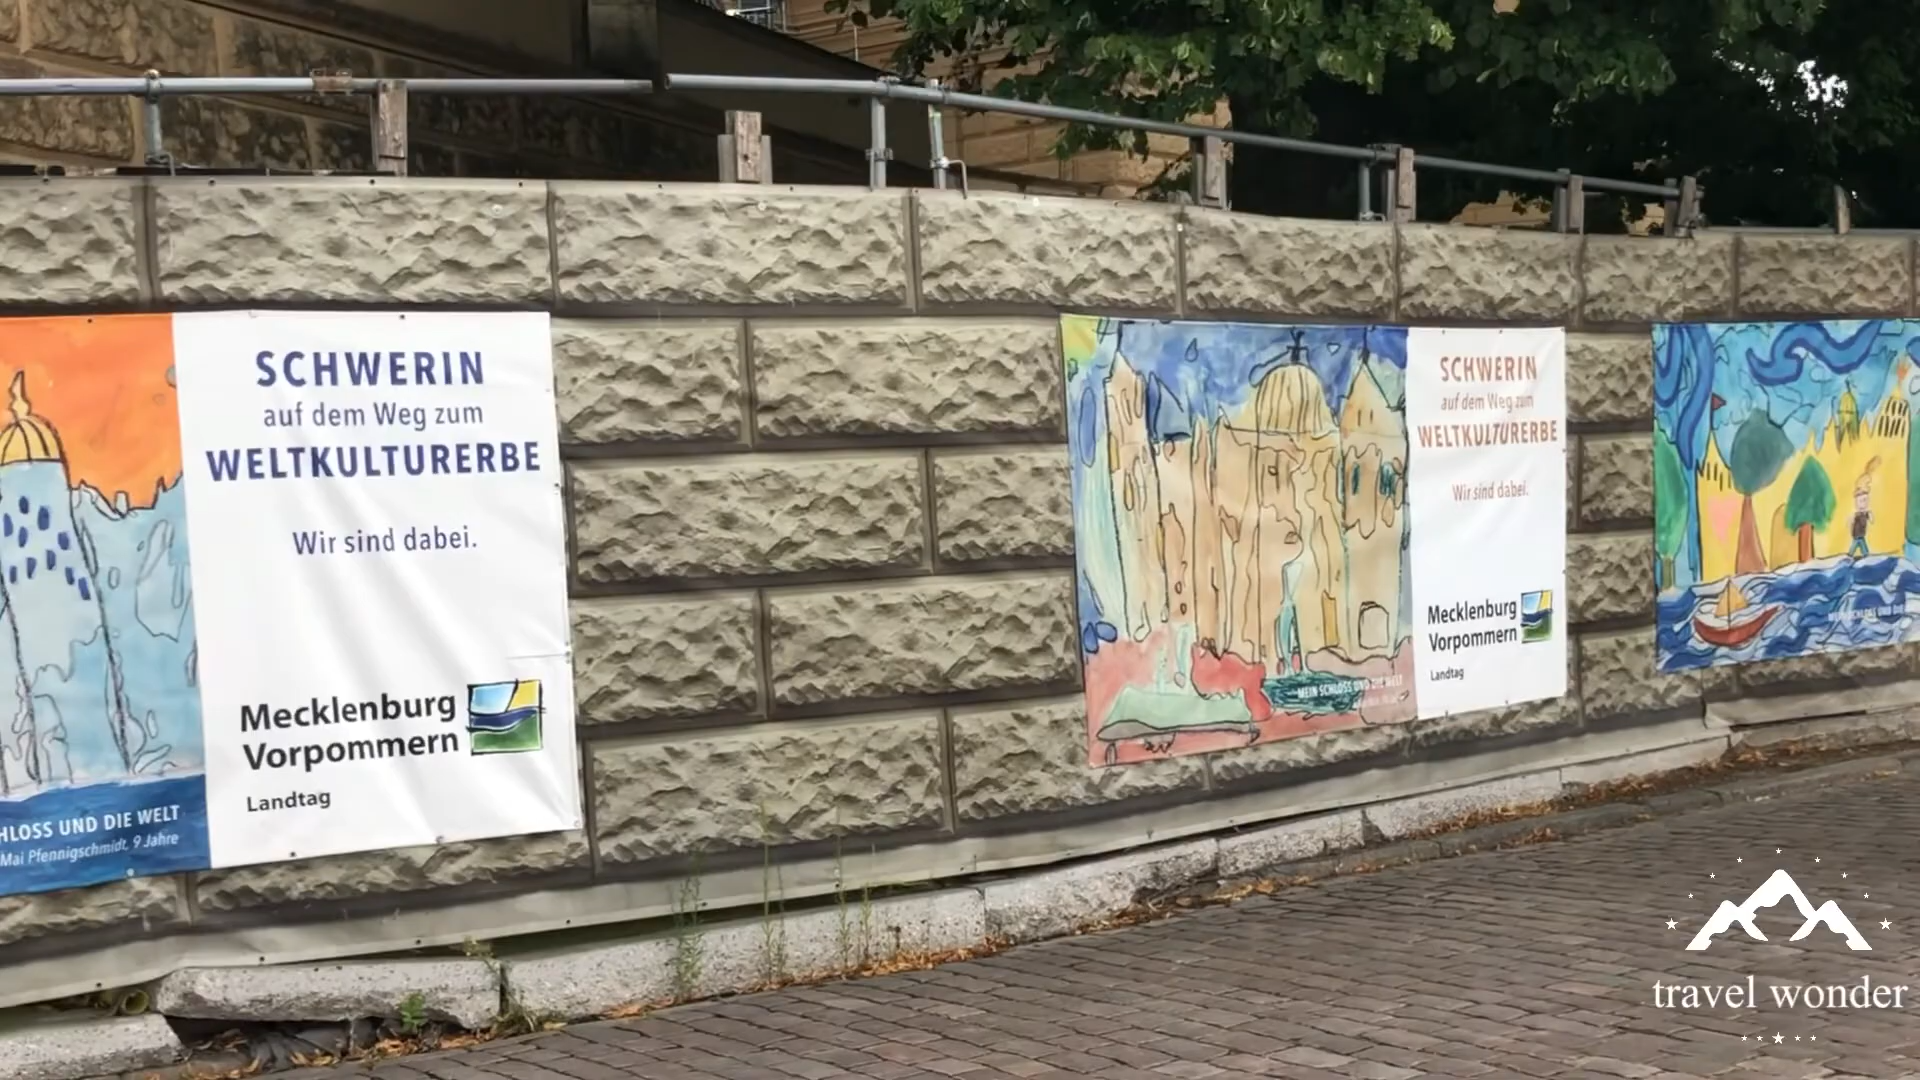 SCHWERIN
auf dem Weg zum
WELTKULTURERBE
Wir sind dabei.
Mecklenburg
Vorpommern
Landtag
HLOSS UND DIE WELT
Mai Pfennigschmidt, 9 Jahre
SCHWERIN
auf dem Weg zum
WELTKULTURERBE
Wir sind dabei.
Mecklenburg
Vorpommern
Landtag
MEIN SCHLOSS UND DIE WELT
travel wonder